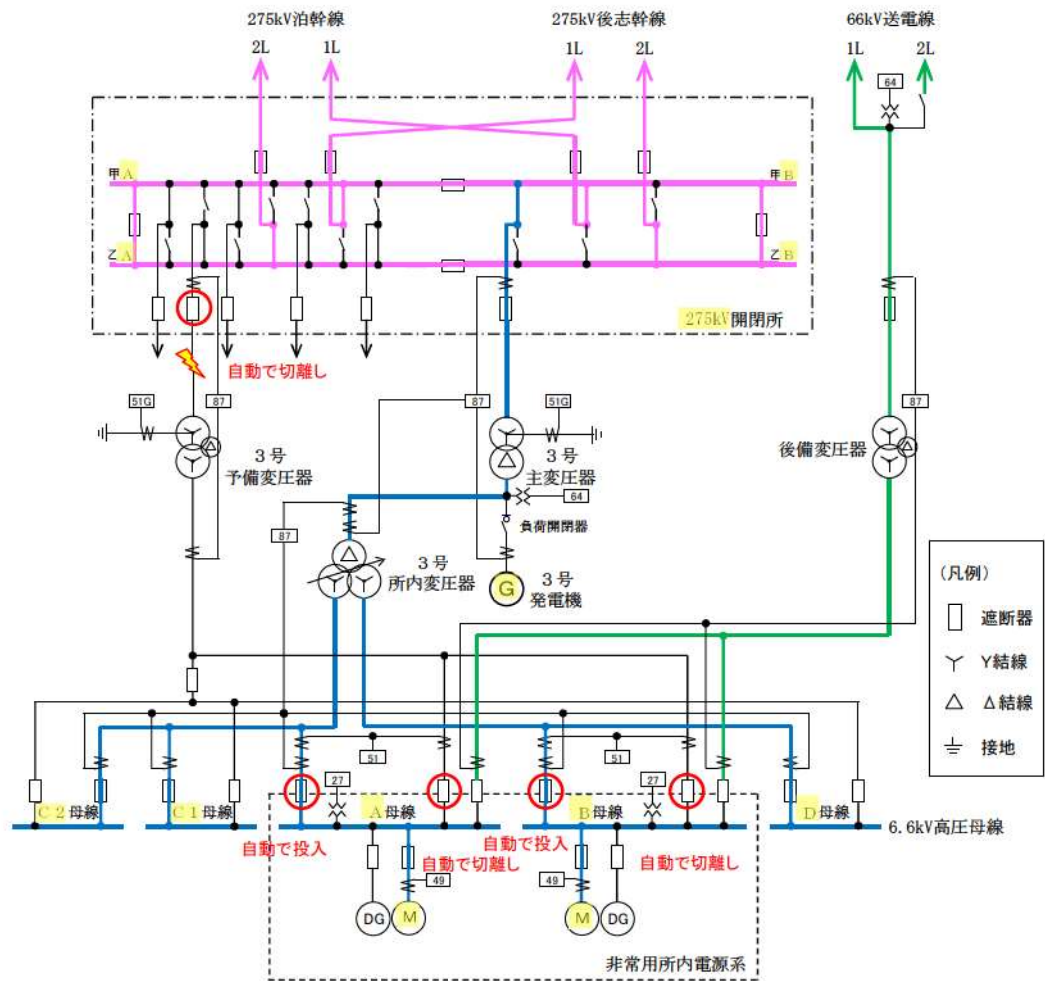 275kV泊幹線 275kV後志幹線 66kV送電線
2L 1L 1L 2L 1L 2L
64
甲A 甲B
乙A 乙B
275kV開閉所
自動で切離し
51G 87 87 51G 87
3号
予備変圧器
3号
主変圧器
後備変圧器
64
87
負荷開閉器
3号
所内変圧器
G
3号
発電機
(凡例)
遮断器
Y結線
Δ結線
接地
51 51
27 27
C2母線 C1母線 A母線 B母線 D母線
6.6kV高圧母線
自動で投入 自動で切離し 自動で投入 自動で切離し
49 49
DG M M DG
非常用所内電源系